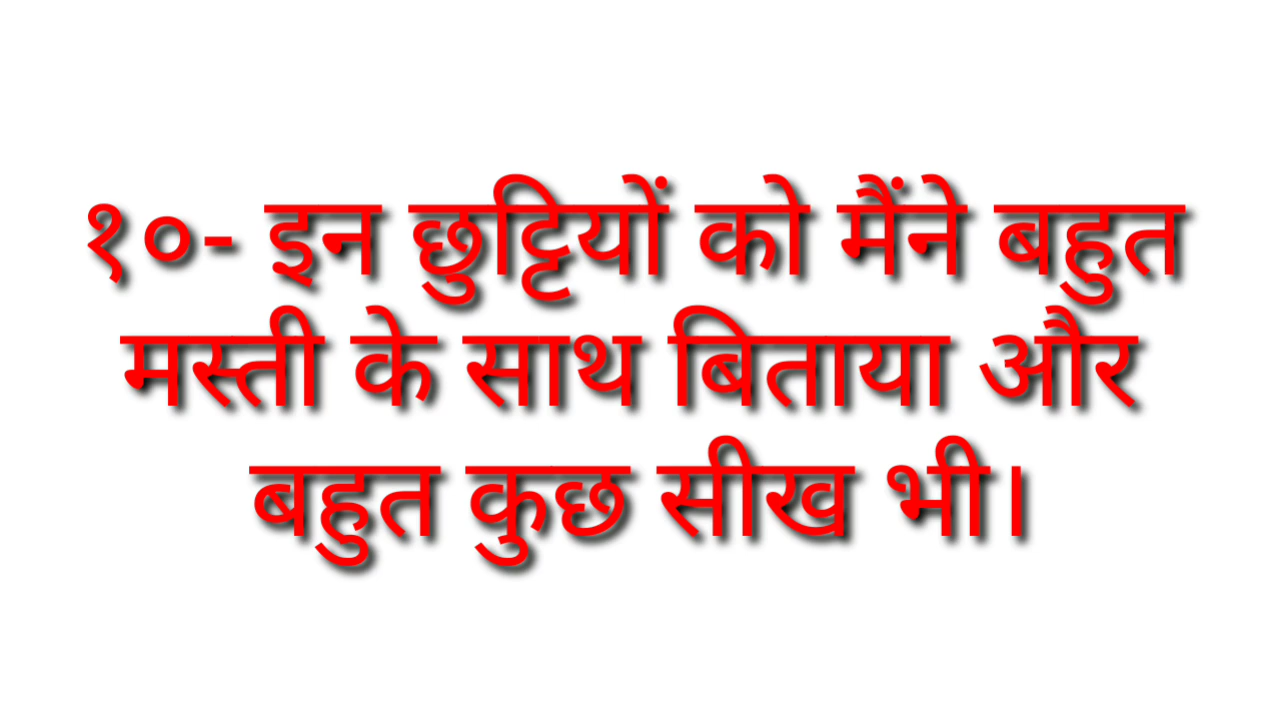 १०- इन छुट्टियों को मैंने बहुत
मस्ती के साथ बिताया और
बहुत कुछ सीख भी।